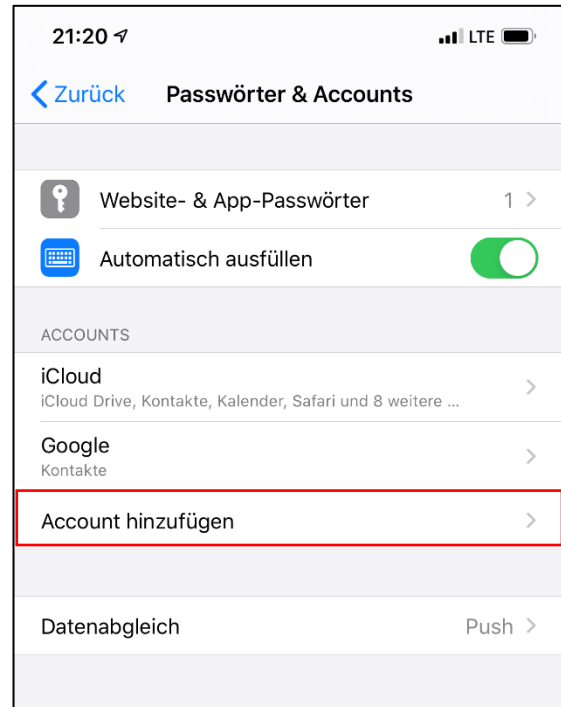 21:20 LTE
Zurück Passwörter & Accounts
Website- & App-Passwörter 1
Automatisch ausfüllen
ACCOUNTS
iCloud
iCloud Drive, Kontakte, Kalender, Safari und 8 weitere ...
Google
Kontakte
Account hinzufügen
Datenabgleich Push